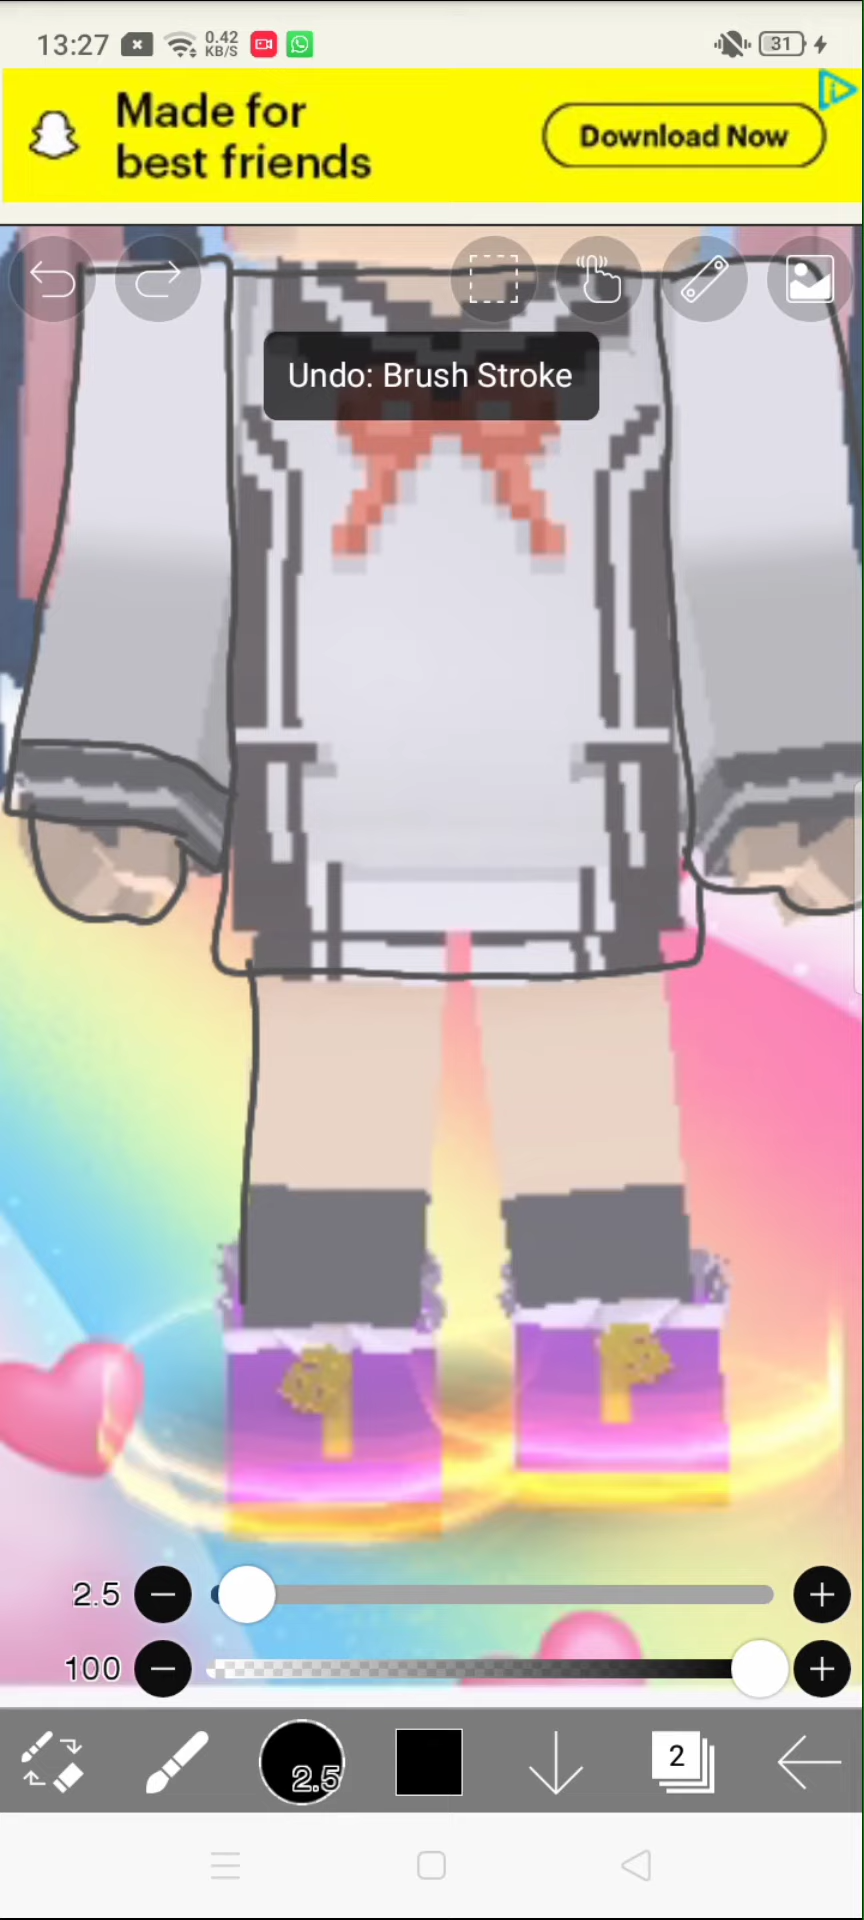 13:27 0.42 KB/S 31
Made for
best friends
Download Now
Undo: Brush Stroke
2.5
100
2.5
2